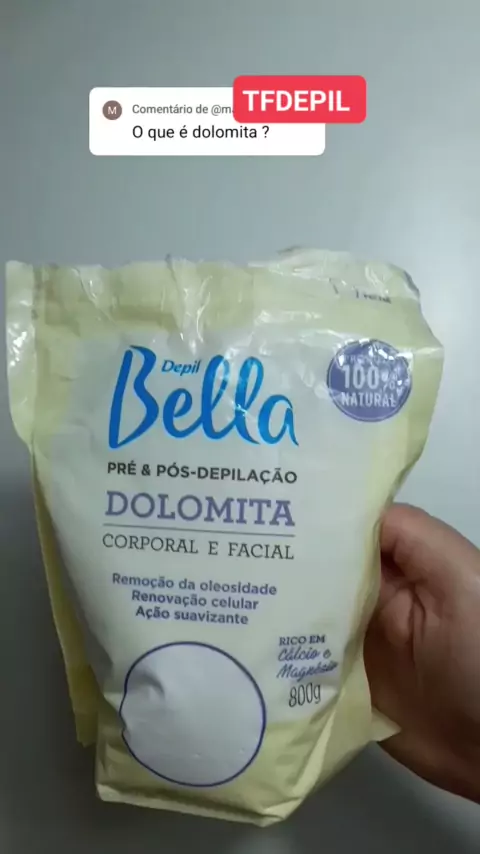 TFDEPIL
M
Comentário de @ma
O que é dolomita ?
Depil
Bella
100%
NATURAL
PRÉ & PÓS-DEPILAÇÃO
DOLOMITA
CORPORAL E FACIAL
Remoção da oleosidade
Renovação celular
Ação suavizante
RICO EM
Cálcio e
Magnésio
800g